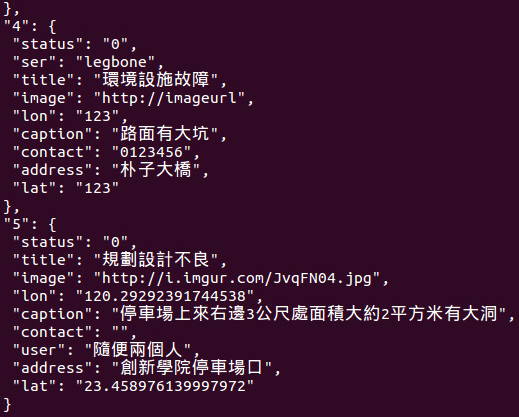 },
"4": {
"status": "0",
"ser": "legbone",
"title": "環境設施故障",
"image": "http://imageurl",
"lon": "123",
"caption": "路面有大坑",
"contact": "0123456",
"address": "朴子大橋",
"lat": "123"
},
"5": {
"status": "0",
"title": "規劃設計不良",
"image": "http://i.imgur.com/JvqFN04.jpg",
"lon": "120.29292391744538",
"caption": "停車場上來右邊3公尺處面積大約2平方米有大洞",
"contact": "",
"user": "隨便兩個人",
"address": "創新學院停車場口",
"lat": "23.458976139997972"
}